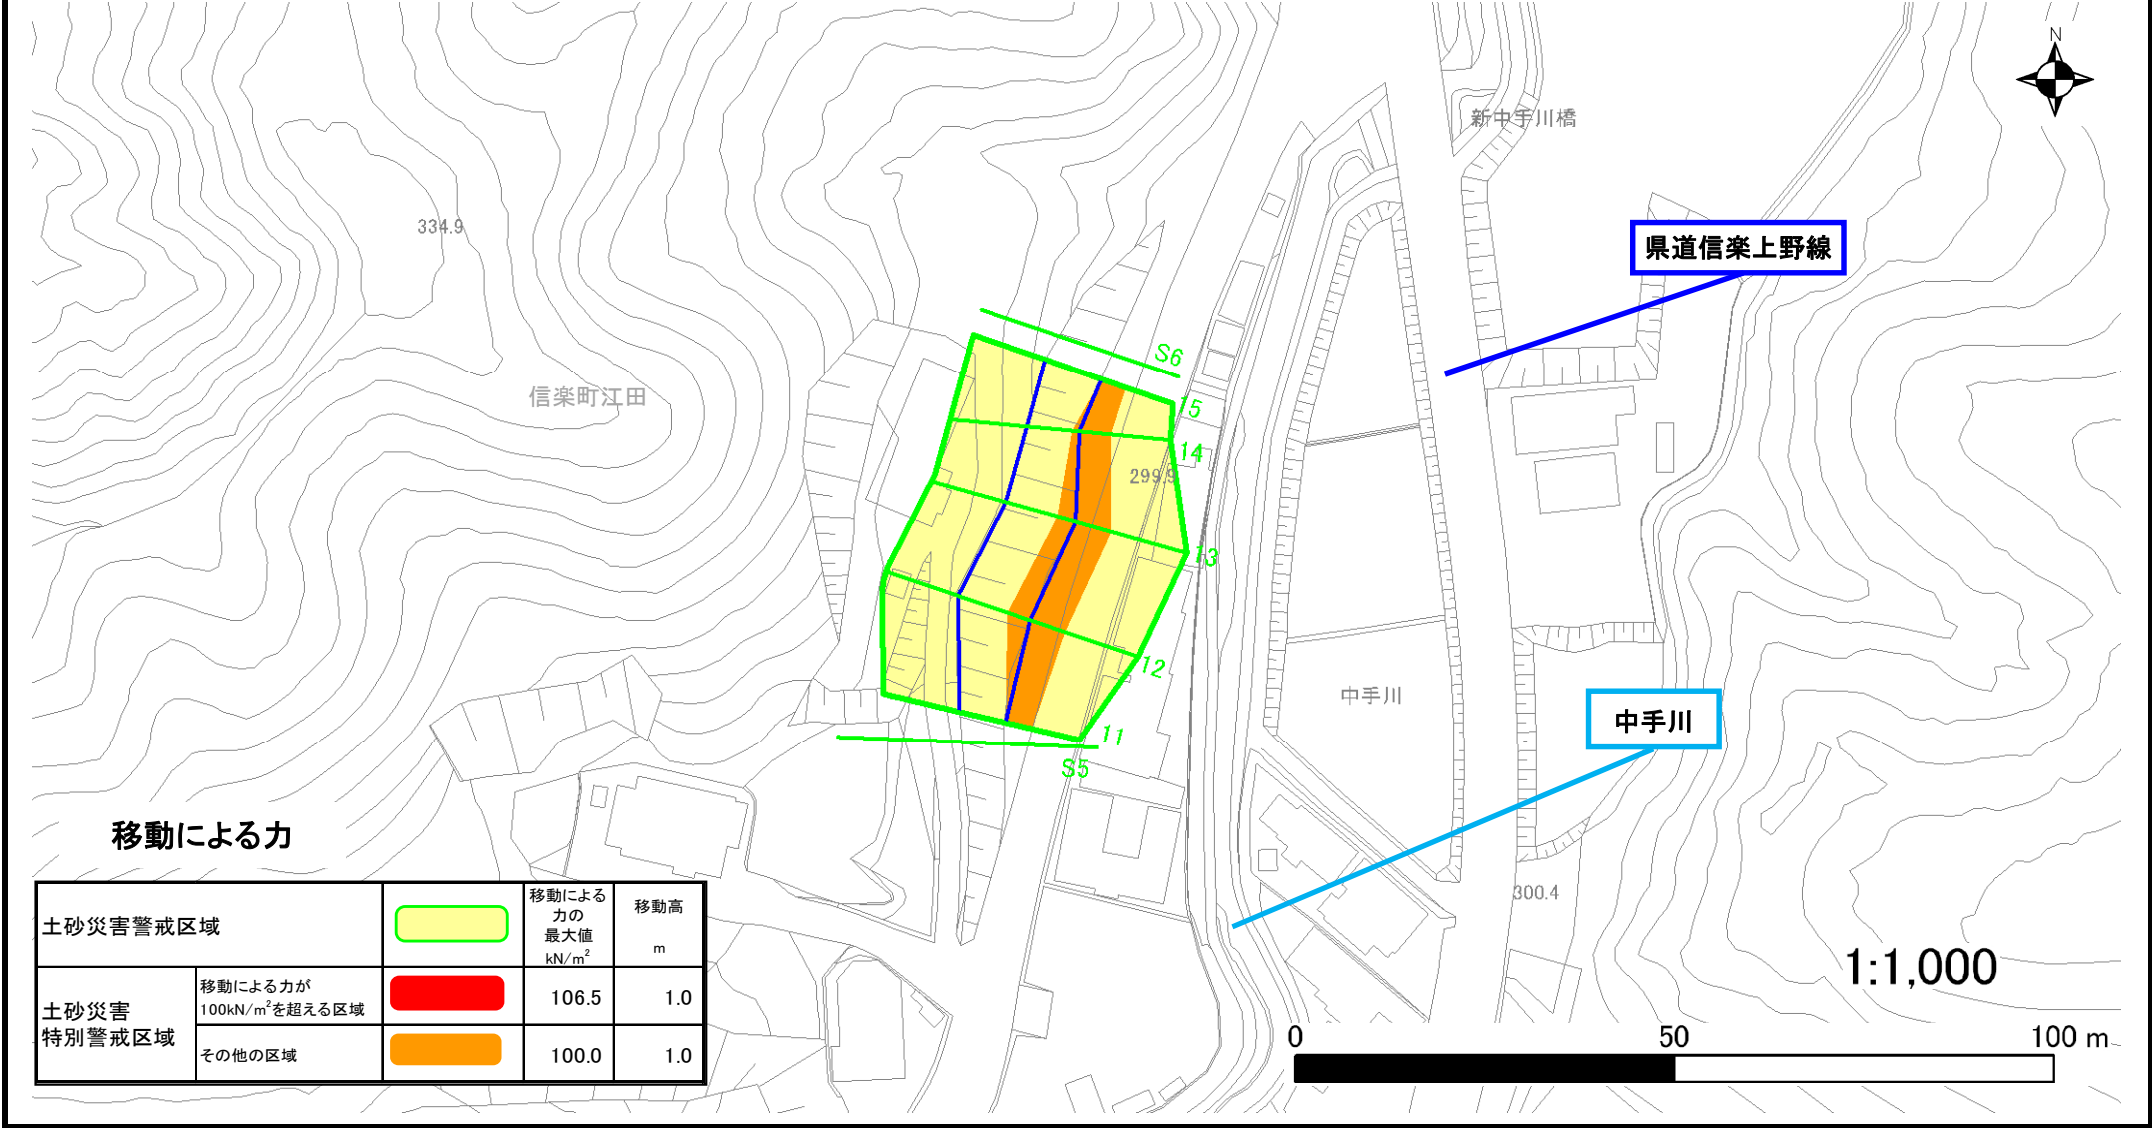 N
新中手川橋
334.9
県道信楽上野線
S6
信楽町江田
15
14
299.9
13
12
中手川
中手川
11
S5
移動による力
300.4
土砂災害警戒区域
移動による
力の
最大値
kN/m²
移動高
m
土砂災害
特別警戒区域
移動による力が
100kN/m²を超える区域
106.5
1.0
その他の区域
100.0
1.0
1:1,000
0 50 100 m